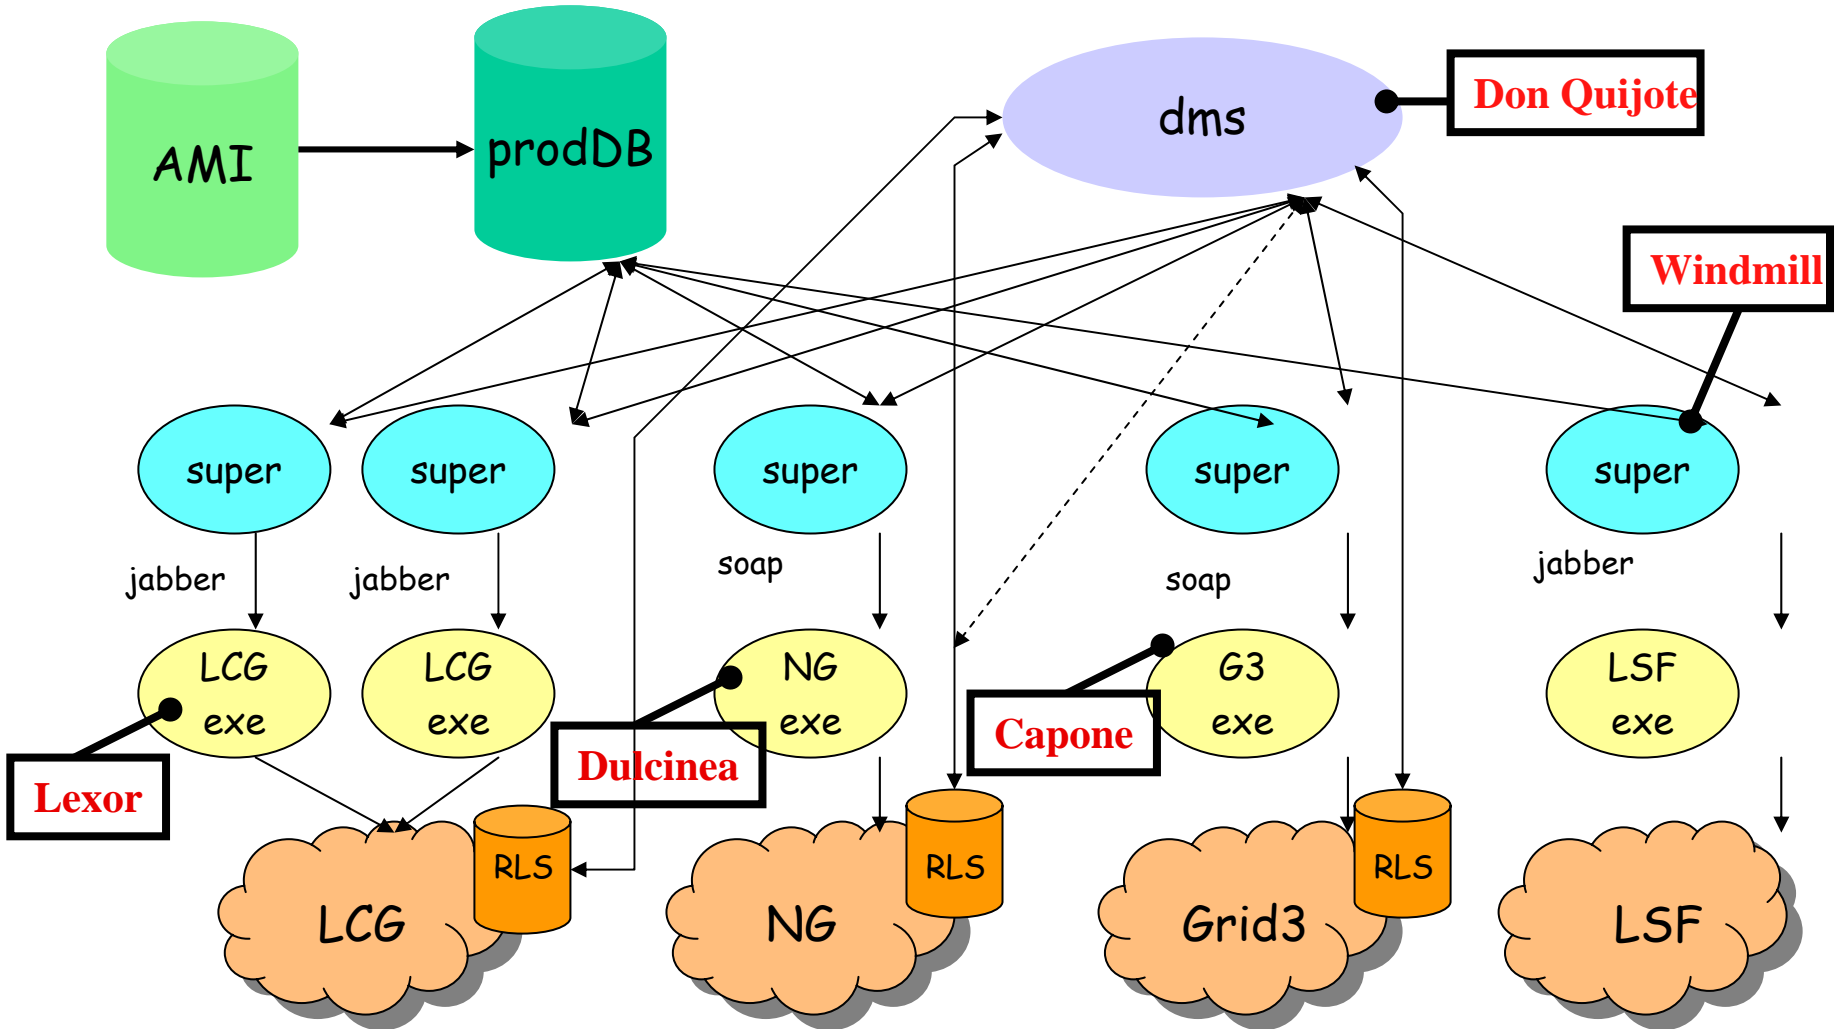 AMI
prodDB
dms
Don Quijote
Windmill
super
super
super
super
super
jabber
jabber
soap
soap
jabber
LCG
exe
LCG
exe
NG
exe
G3
exe
LSF
exe
Lexor
Dulcinea
Capone
RLS
RLS
RLS
LCG
NG
Grid3
LSF